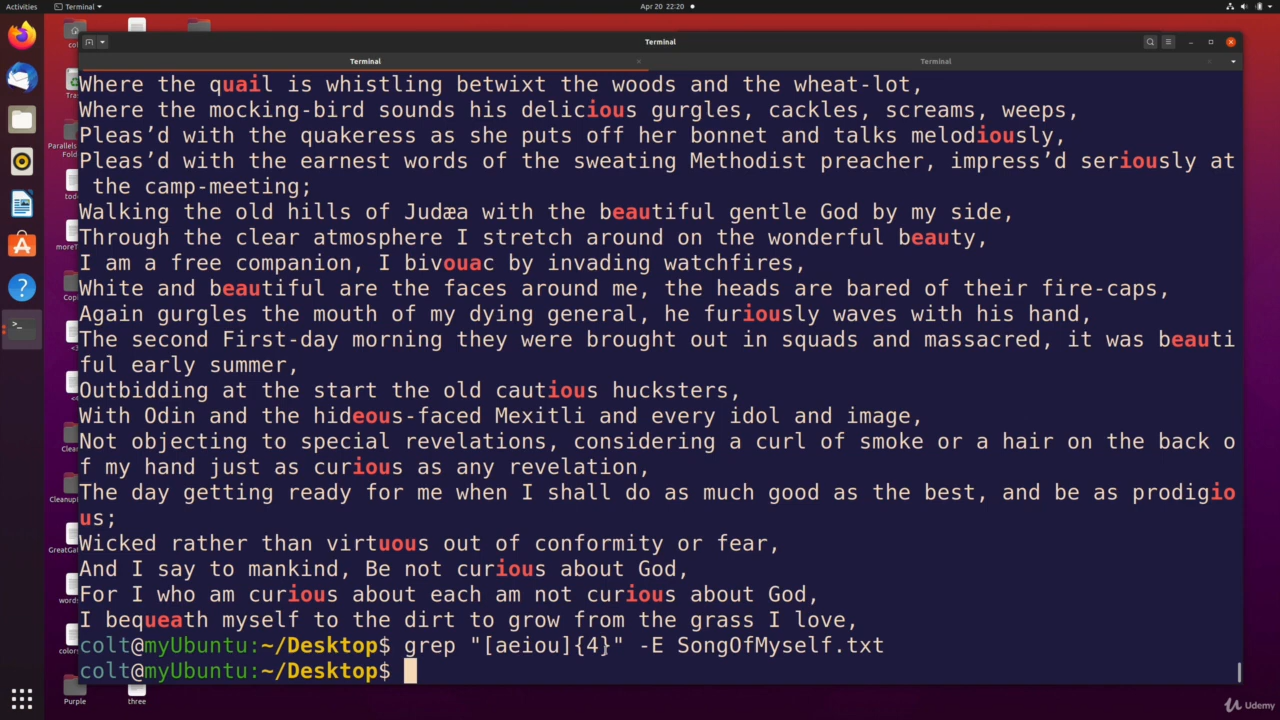 Activities
Terminal
Apr 20 22:20
Terminal
Terminal
Terminal
Where the quail is whistling betwixt the woods and the wheat-lot,
Where the mocking-bird sounds his delicious gurgles, cackles, screams, weeps,
Pleas’d with the quakeress as she puts off her bonnet and talks melodiously,
Pleas’d with the earnest words of the sweating Methodist preacher, impress’d seriously at
the camp-meeting;
Walking the old hills of Judæa with the beautiful gentle God by my side,
Through the clear atmosphere I stretch around on the wonderful beauty,
I am a free companion, I bivouac by invading watchfires,
White and beautiful are the faces around me, the heads are bared of their fire-caps,
Again gurgles the mouth of my dying general, he furiously waves with his hand,
The second First-day morning they were brought out in squads and massacred, it was beauti
ful early summer,
Outbidding at the start the old cautious hucksters,
With Odin and the hideous-faced Mexitli and every idol and image,
Not objecting to special revelations, considering a curl of smoke or a hair on the back o
f my hand just as curious as any revelation,
The day getting ready for me when I shall do as much good as the best, and be as prodigio
us;
Wicked rather than virtuous out of conformity or fear,
And I say to mankind, Be not curious about God,
For I who am curious about each am not curious about God,
I bequeath myself to the dirt to grow from the grass I love,
colt@myUbuntu:~/Desktop$ grep "[aeiou]{4}" -E SongOfMyself.txt
colt@myUbuntu:~/Desktop$
Purple
three
Udemy